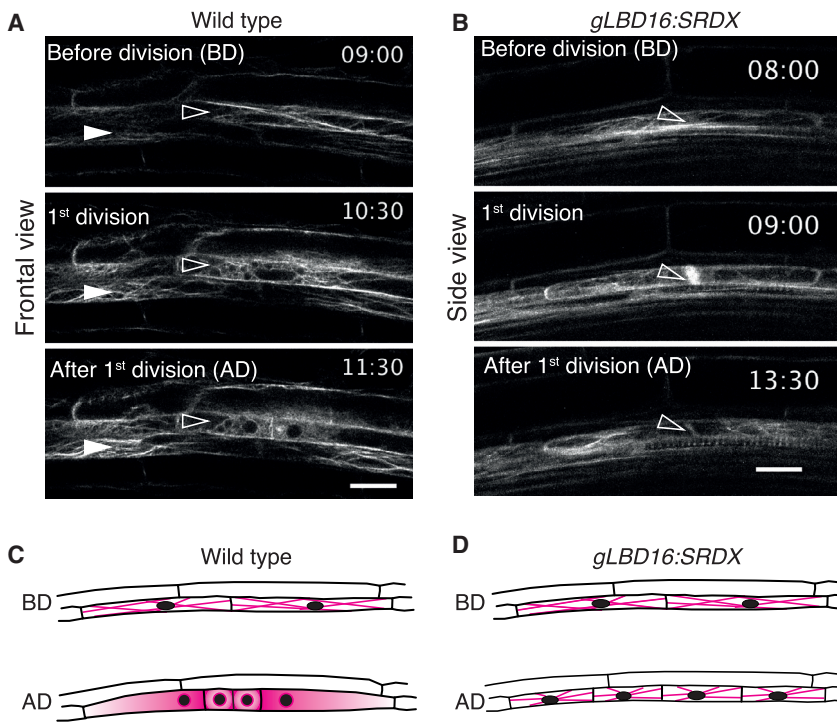 A
Wild type
Frontal view
Before division (BD)
09:00
1st division
10:30
After 1st division (AD)
11:30
B
gLBD16:SRDX
Side view
Before division (BD)
08:00
1st division
09:00
After 1st division (AD)
13:30
C
Wild type
BD
AD
D
gLBD16:SRDX
BD
AD